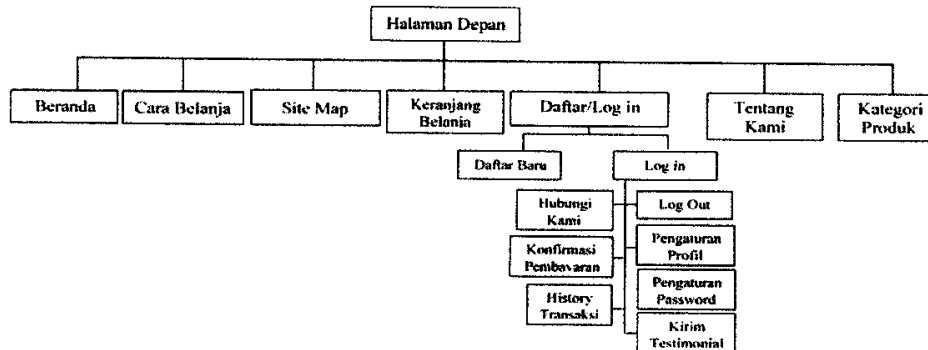 Halaman Depan
Beranda
Cara Belanja
Site Map
Keranjang
Belanja
Daftar/Log in
Tentang
Kami
Kategori
Produk
Daftar Baru
Log in
Hubungi
Kami
Log Out
Konfirmasi
Pembayaran
Pengaturan
Profil
History
Transaksi
Pengaturan
Password
Kirim
Testimonial